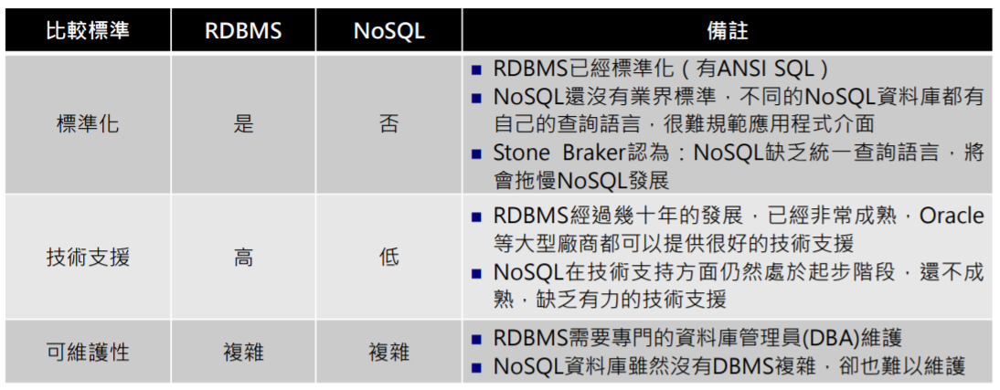 比較標準 RDBMS NoSQL 備註
標準化 是 否
■ RDBMS已經標準化(有ANSI SQL)
■ NoSQL還沒有業界標準,不同的NoSQL資料庫都有
自己的查詢語言,很難規範應用程式介面
■ Stone Braker認為:NoSQL缺乏統一查詢語言,將
會拖慢NoSQL發展
技術支援 高 低
■ RDBMS經過幾十年的發展,已經非常成熟,Oracle
等大型廠商都可以提供很好的技術支援
■ NoSQL在技術支持方面仍然處於起步階段,還不成
熟,缺乏有力的技術支援
可維護性 複雜 複雜
■ RDBMS需要專門的資料庫管理員(DBA)維護
■ NoSQL資料庫雖然沒有DBMS複雜,卻也難以維護